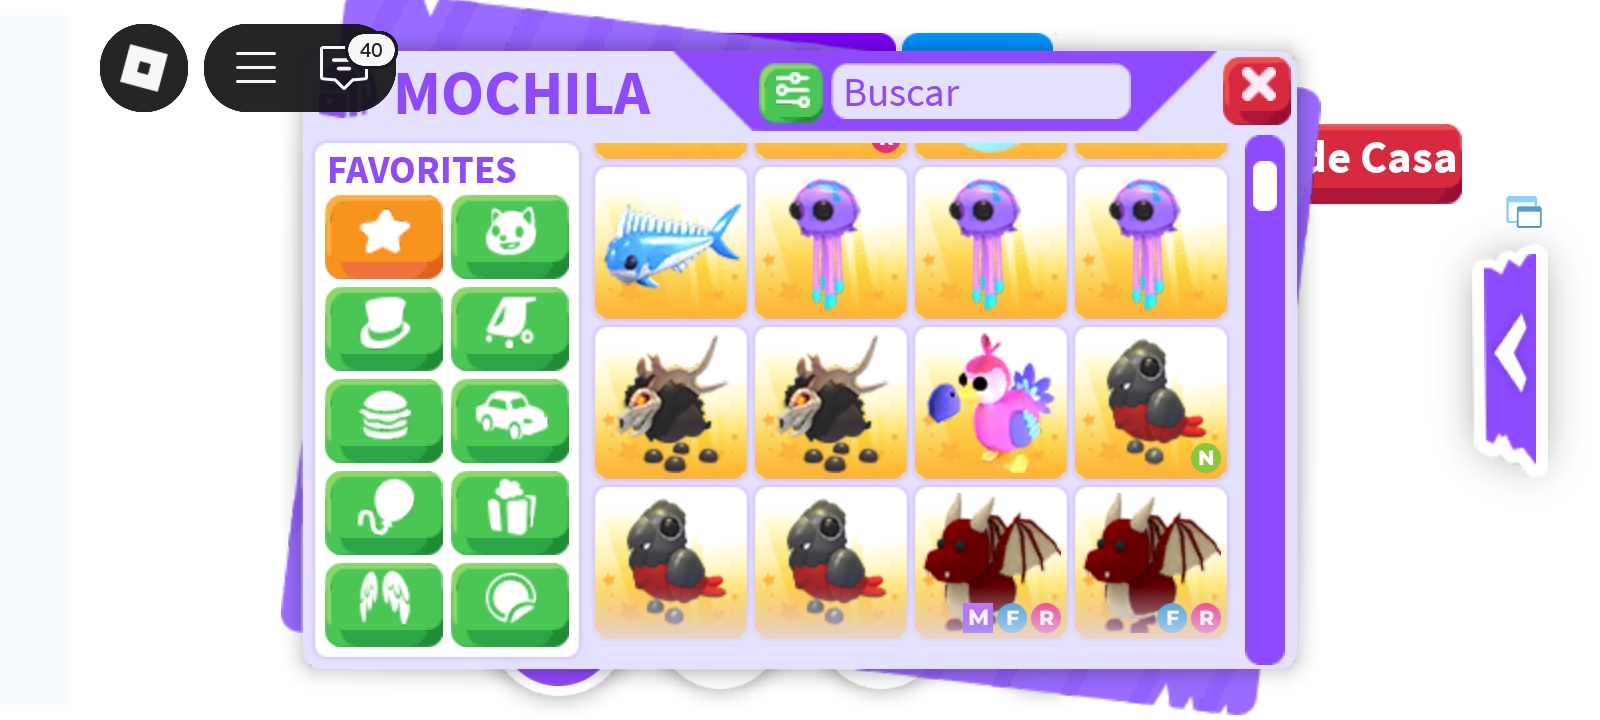 40
MOCHILA
Buscar
de Casa
FAVORITES
N
M F R
F R